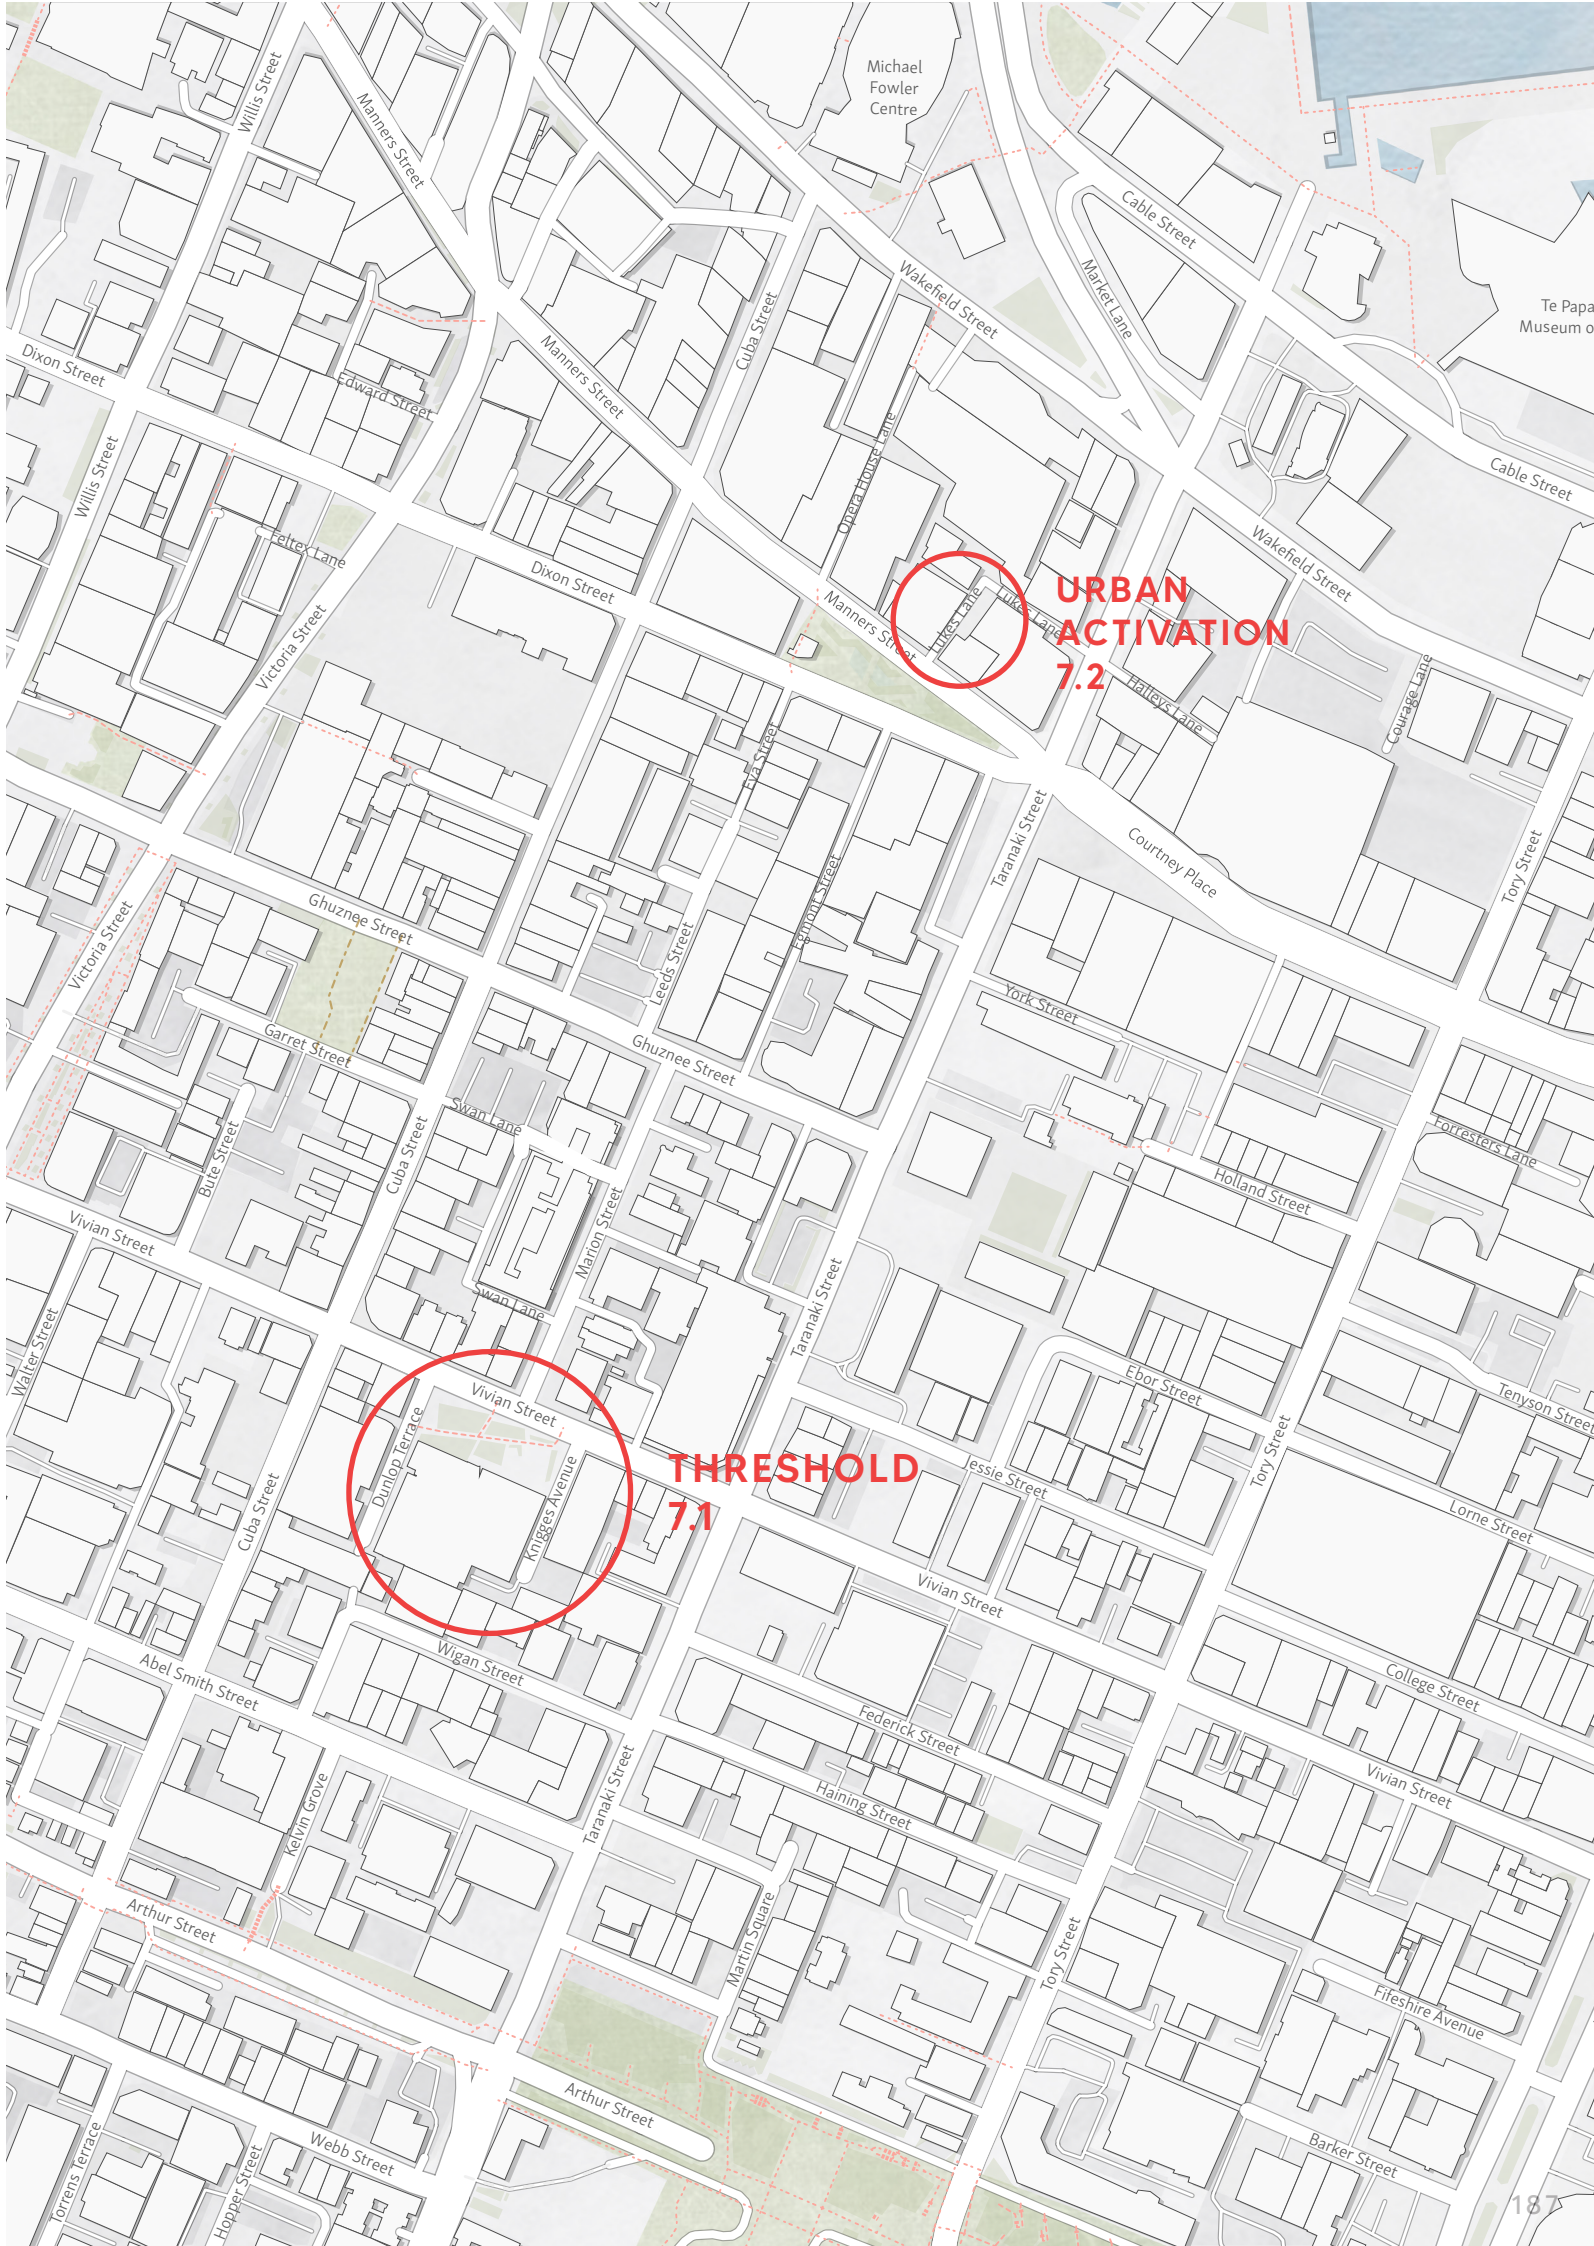 Michael
Fowler
Centre
Willis Street
Manners Street
Cable Street
Market Lane
Wakefield Street
Te Papa
Museum o
Cuba Street
Manners Street
Dixon Street
Edward Street
Willis Street
Opera House Lane
Cable Street
Feltex Lane
Dixon Street
Wakefield Street
Victoria Street
Manners Street
Lukes Lane
Lukes Lane
URBAN
ACTIVATION
7.2
Halleys Lane
Courage Lane
Eva Street
Taranaki Street
Courtney Place
Tory Street
Egmont Street
Ghuznee Street
Victoria Street
Leeds Street
York Street
Garret Street
Ghuznee Street
Swan Lane
Forresters Lane
Bute Street
Cuba Street
Holland Street
Vivian Street
Marion Street
Swan Lane
Taranaki Street
Walter Street
Ebor Street
Tenyson Street
Vivian Street
Dunlop Terrace
Knigges Avenue
THRESHOLD
7.1
Jessie Street
Tory Street
Lorne Street
Cuba Street
Vivian Street
Wigan Street
Abel Smith Street
College Street
Federick Street
Vivian Street
Haining Street
Taranaki Street
Kelvin Grove
Arthur Street
Martin Square
Tory Street
Fifeshire Avenue
Arthur Street
Webb Street
Barker Street
Torrens Terrace
Hopper Street
187